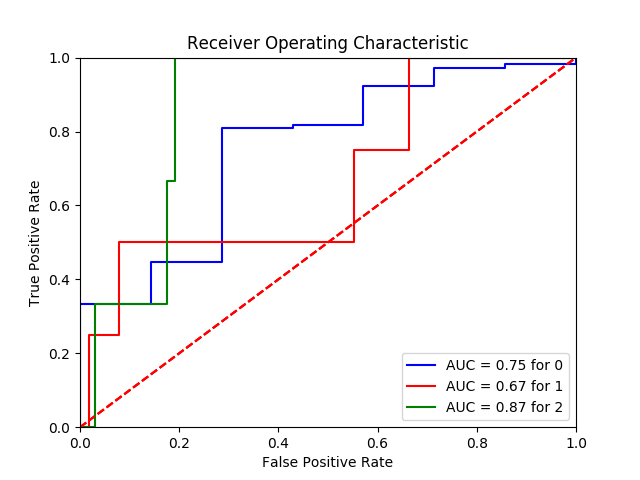 Receiver Operating Characteristic
1.0
0.8
0.6
0.4
0.2
0.0
True Positive Rate
AUC = 0.75 for 0
AUC = 0.67 for 1
AUC = 0.87 for 2
0.0 0.2 0.4 0.6 0.8 1.0
False Positive Rate